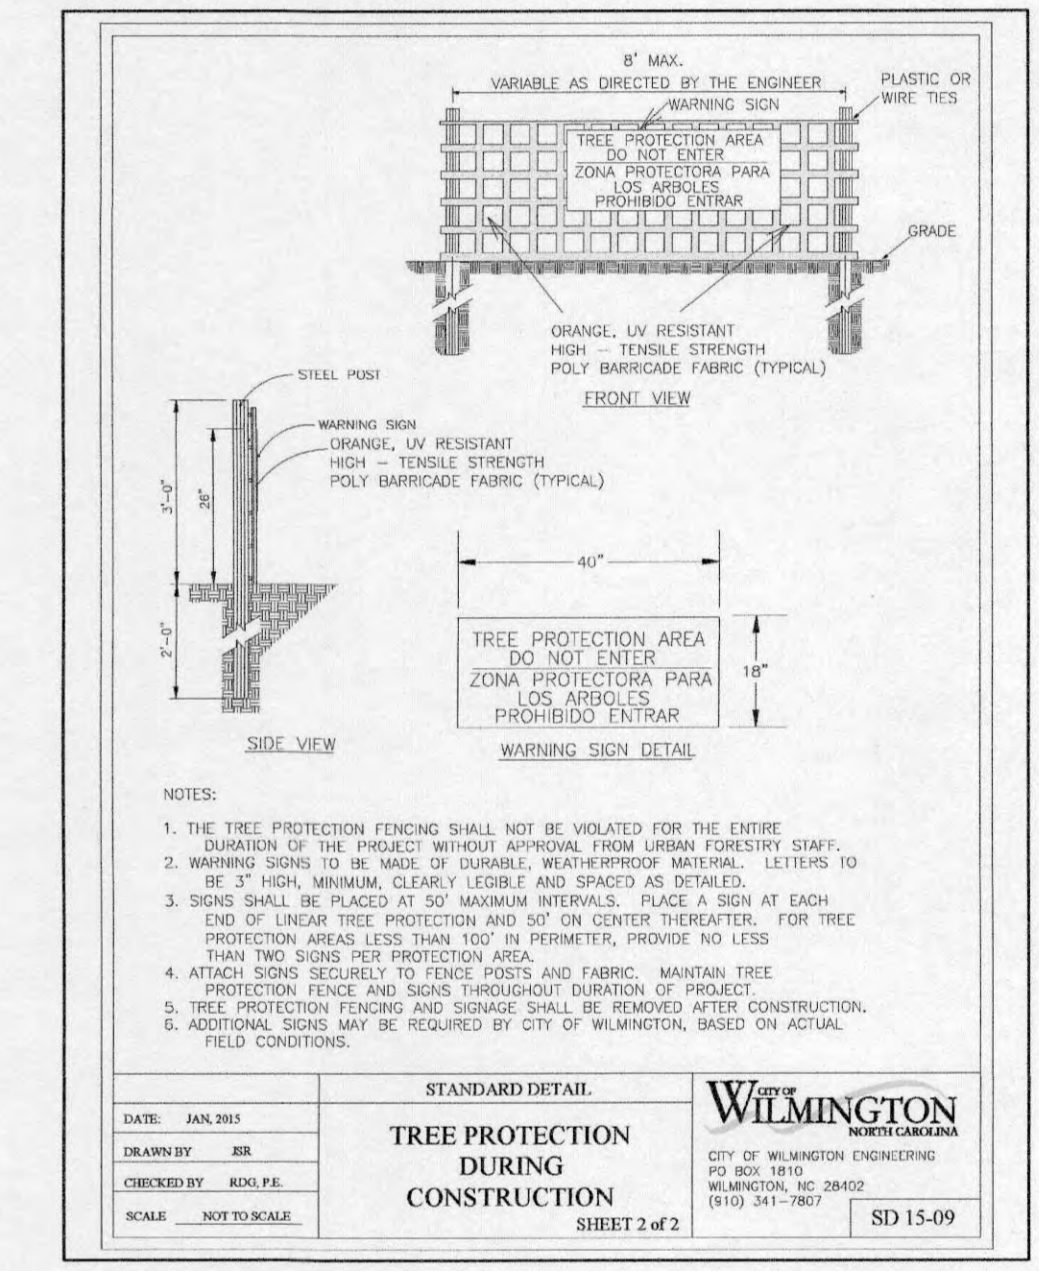 8' MAX.
VARIABLE AS DIRECTED BY THE ENGINEER
PLASTIC OR
WIRE TIES
WARNING SIGN
TREE PROTECTION AREA
DO NOT ENTER
ZONA PROTECTORA PARA
LOS ARBOLES
PROHIBIDO ENTRAR
GRADE
ORANGE, UV RESISTANT
HIGH – TENSILE STRENGTH
POLY BARRICADE FABRIC (TYPICAL)
FRONT VIEW
STEEL POST
WARNING SIGN
ORANGE, UV RESISTANT
HIGH – TENSILE STRENGTH
POLY BARRICADE FABRIC (TYPICAL)
3'-0"
26"
2'-0"
SIDE VIEW
40"
TREE PROTECTION AREA
DO NOT ENTER
ZONA PROTECTORA PARA
LOS ARBOLES
PROHIBIDO ENTRAR
18"
WARNING SIGN DETAIL
NOTES:
1. THE TREE PROTECTION FENCING SHALL NOT BE VIOLATED FOR THE ENTIRE
DURATION OF THE PROJECT WITHOUT APPROVAL FROM URBAN FORESTRY STAFF.
2. WARNING SIGNS TO BE MADE OF DURABLE, WEATHERPROOF MATERIAL. LETTERS TO
BE 3" HIGH, MINIMUM, CLEARLY LEGIBLE AND SPACED AS DETAILED.
3. SIGNS SHALL BE PLACED AT 50' MAXIMUM INTERVALS. PLACE A SIGN AT EACH
END OF LINEAR TREE PROTECTION AND 50' ON CENTER THEREAFTER. FOR TREE
PROTECTION AREAS LESS THAN 100' IN PERIMETER, PROVIDE NO LESS
THAN TWO SIGNS PER PROTECTION AREA.
4. ATTACH SIGNS SECURELY TO FENCE POSTS AND FABRIC. MAINTAIN TREE
PROTECTION FENCE AND SIGNS THROUGHOUT DURATION OF PROJECT.
5. TREE PROTECTION FENCING AND SIGNAGE SHALL BE REMOVED AFTER CONSTRUCTION.
6. ADDITIONAL SIGNS MAY BE REQUIRED BY CITY OF WILMINGTON, BASED ON ACTUAL
FIELD CONDITIONS.
DATE: JAN, 2015
DRAWN BY JSR
CHECKED BY RDG, P.E.
SCALE NOT TO SCALE
STANDARD DETAIL
TREE PROTECTION
DURING
CONSTRUCTION
SHEET 2 of 2
CITY OF
WILMINGTON
NORTH CAROLINA
CITY OF WILMINGTON ENGINEERING
PO BOX 1810
WILMINGTON, NC 28402
(910) 341-7807
SD 15-09